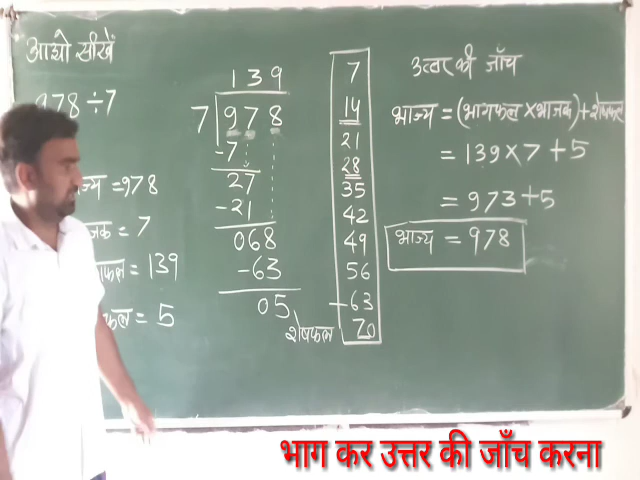 आओ सीखें
978 ÷ 7
ज्य = 978
जक = 7
फल = 139
फल = 5
139
7 978
-7
27
-21
068
-63
05
शेषफल
7
14
21
28
35
42
49
56
63
70
उत्तर की जाँच
भाज्य = (भागफल × भाजक) + शेषफल
= 139 × 7 + 5
= 973 + 5
भाज्य = 978
भाग कर उत्तर की जाँच करना